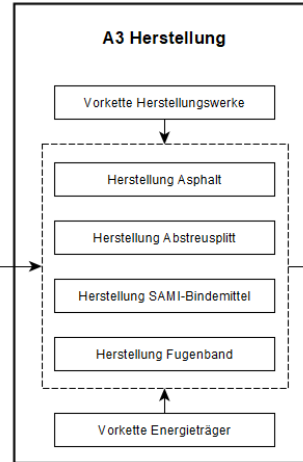 A3 Herstellung
Vorkette Herstellungswerke
Herstellung Asphalt
Herstellung Abstreusplitt
Herstellung SAMI-Bindemittel
Herstellung Fugenband
Vorkette Energieträger